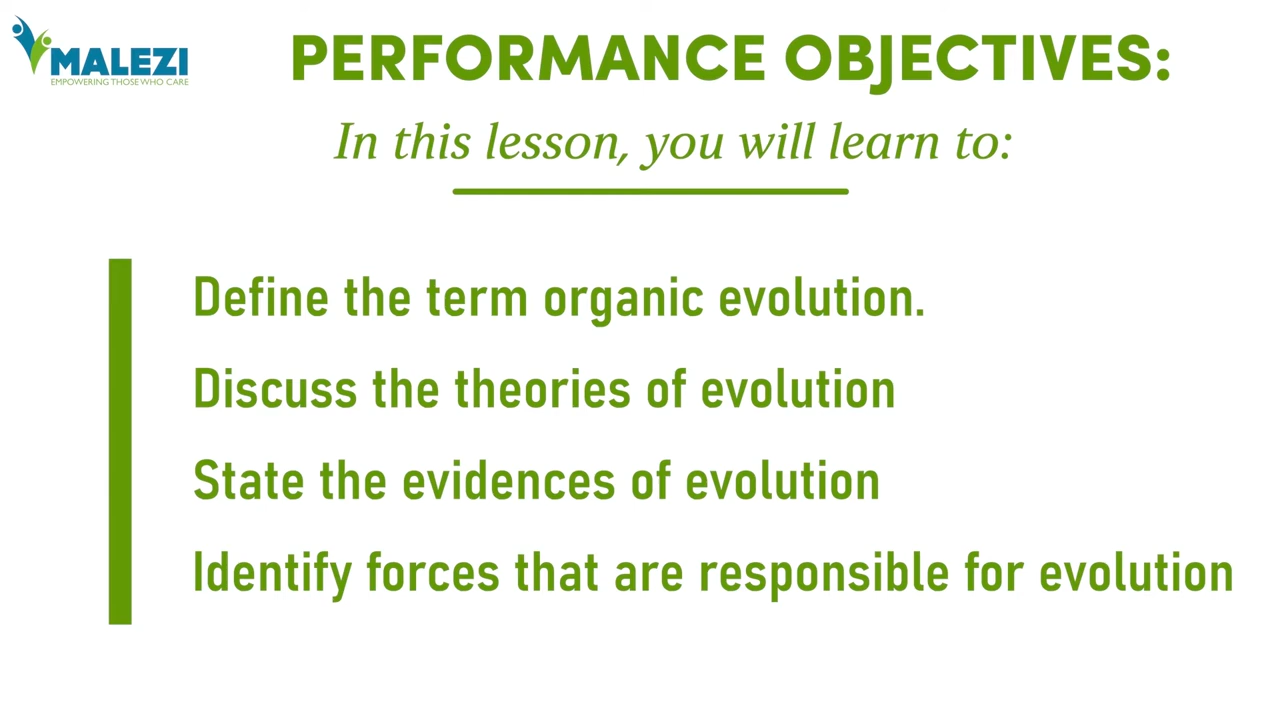 MALEZI
EMPOWERING THOSE WHO CARE
PERFORMANCE OBJECTIVES:
In this lesson, you will learn to:
Define the term organic evolution.
Discuss the theories of evolution
State the evidences of evolution
Identify forces that are responsible for evolution